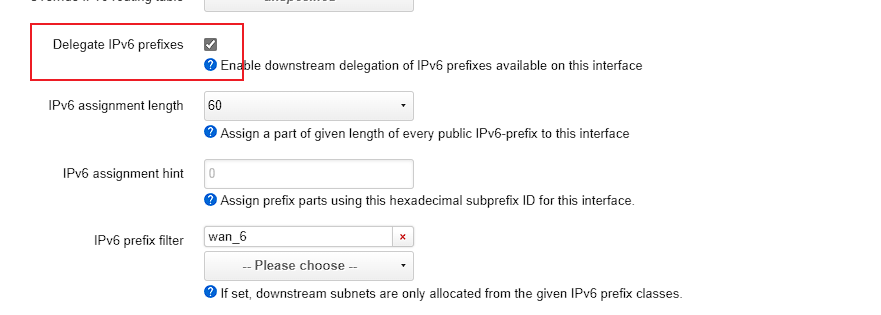 Delegate IPv6 prefixes
Enable downstream delegation of IPv6 prefixes available on this interface
IPv6 assignment length
60
Assign a part of given length of every public IPv6-prefix to this interface
IPv6 assignment hint
0
Assign prefix parts using this hexadecimal subprefix ID for this interface.
IPv6 prefix filter
wan_6
×
-- Please choose --
If set, downstream subnets are only allocated from the given IPv6 prefix classes.